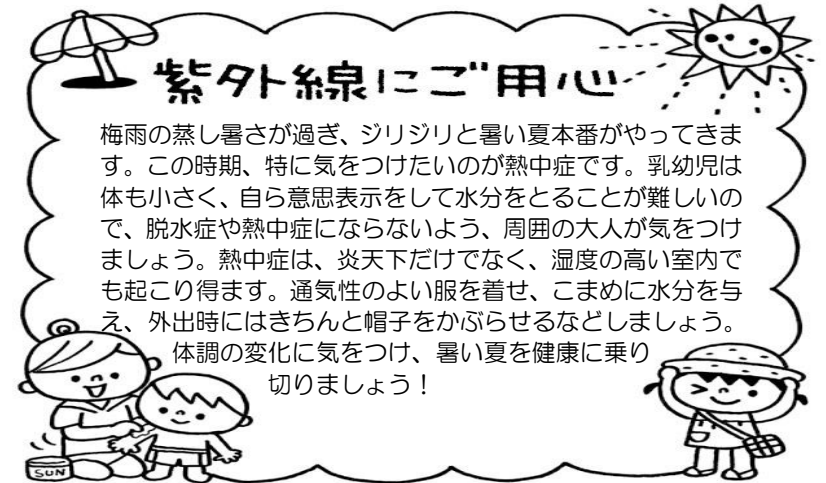 紫外線にご用心
梅雨の蒸し暑さが過ぎ、ジリジリと暑い夏本番がやってきま
す。この時期、特に気をつけたいのが熱中症です。乳幼児は
体も小さく、自ら意思表示をして水分をとることが難しいの
で、脱水症や熱中症にならないよう、周囲の大人が気をつけ
ましょう。熱中症は、炎天下だけでなく、湿度の高い室内で
も起こり得ます。通気性のよい服を着せ、こまめに水分を与
え、外出時にはきちんと帽子をかぶらせるなどしましょう。
体調の変化に気をつけ、暑い夏を健康に乗り
切りましょう！
SUN